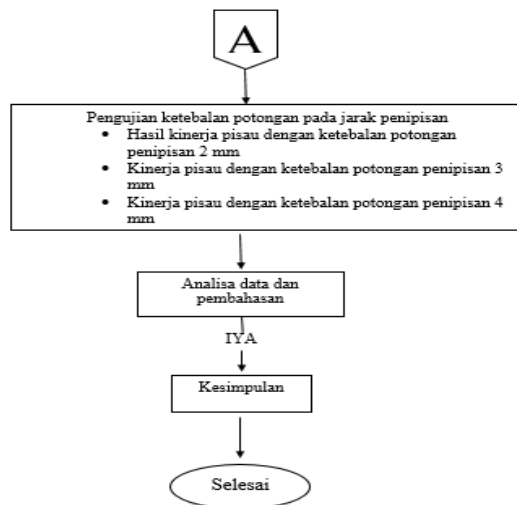 A
Pengujian ketebalan potongan pada jarak penipisan
• Hasil kinerja pisau dengan ketebalan potongan
penipisan 2 mm
• Kinerja pisau dengan ketebalan potongan penipisan 3
mm
• Kinerja pisau dengan ketebalan potongan penipisan 4
mm
Analisa data dan
pembahasan
IYA
Kesimpulan
Selesai